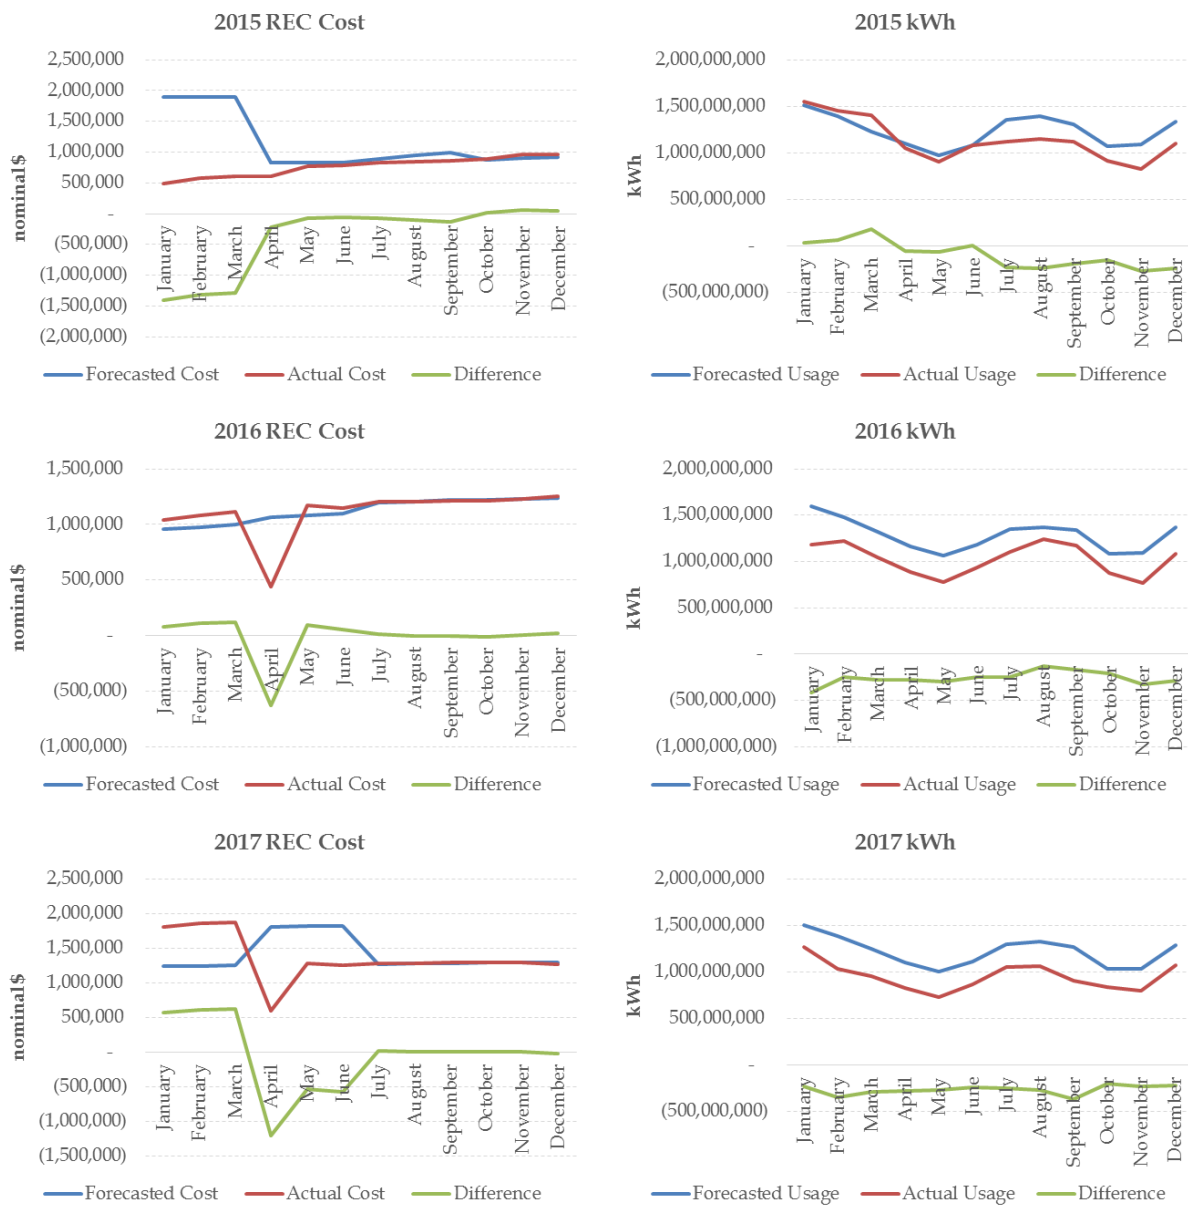 2015 REC Cost
2,500,000
2,000,000
1,500,000
1,000,000
500,000
-
(500,000)
(1,000,000)
(1,500,000)
(2,000,000)
nominal$
January
February
March
April
May
June
July
August
September
October
November
December
Forecasted Cost Actual Cost Difference
2015 kWh
2,000,000,000
1,500,000,000
1,000,000,000
500,000,000
-
(500,000,000)
kWh
January
February
March
April
May
June
July
August
September
October
November
December
Forecasted Usage Actual Usage Difference
2016 REC Cost
1,500,000
1,000,000
500,000
-
(500,000)
(1,000,000)
nominal$
January
February
March
April
May
June
July
August
September
October
November
December
Forecasted Cost Actual Cost Difference
2016 kWh
2,000,000,000
1,500,000,000
1,000,000,000
500,000,000
-
(500,000,000)
(1,000,000,000)
kWh
January
February
March
April
May
June
July
August
September
October
November
December
Forecasted Usage Actual Usage Difference
2017 REC Cost
2,500,000
2,000,000
1,500,000
1,000,000
500,000
-
(500,000)
(1,000,000)
(1,500,000)
nominal$
January
February
March
April
May
June
July
August
September
October
November
December
Forecasted Cost Actual Cost Difference
2017 kWh
2,000,000,000
1,500,000,000
1,000,000,000
500,000,000
-
(500,000,000)
kWh
January
February
March
April
May
June
July
August
September
October
November
December
Forecasted Usage Actual Usage Difference